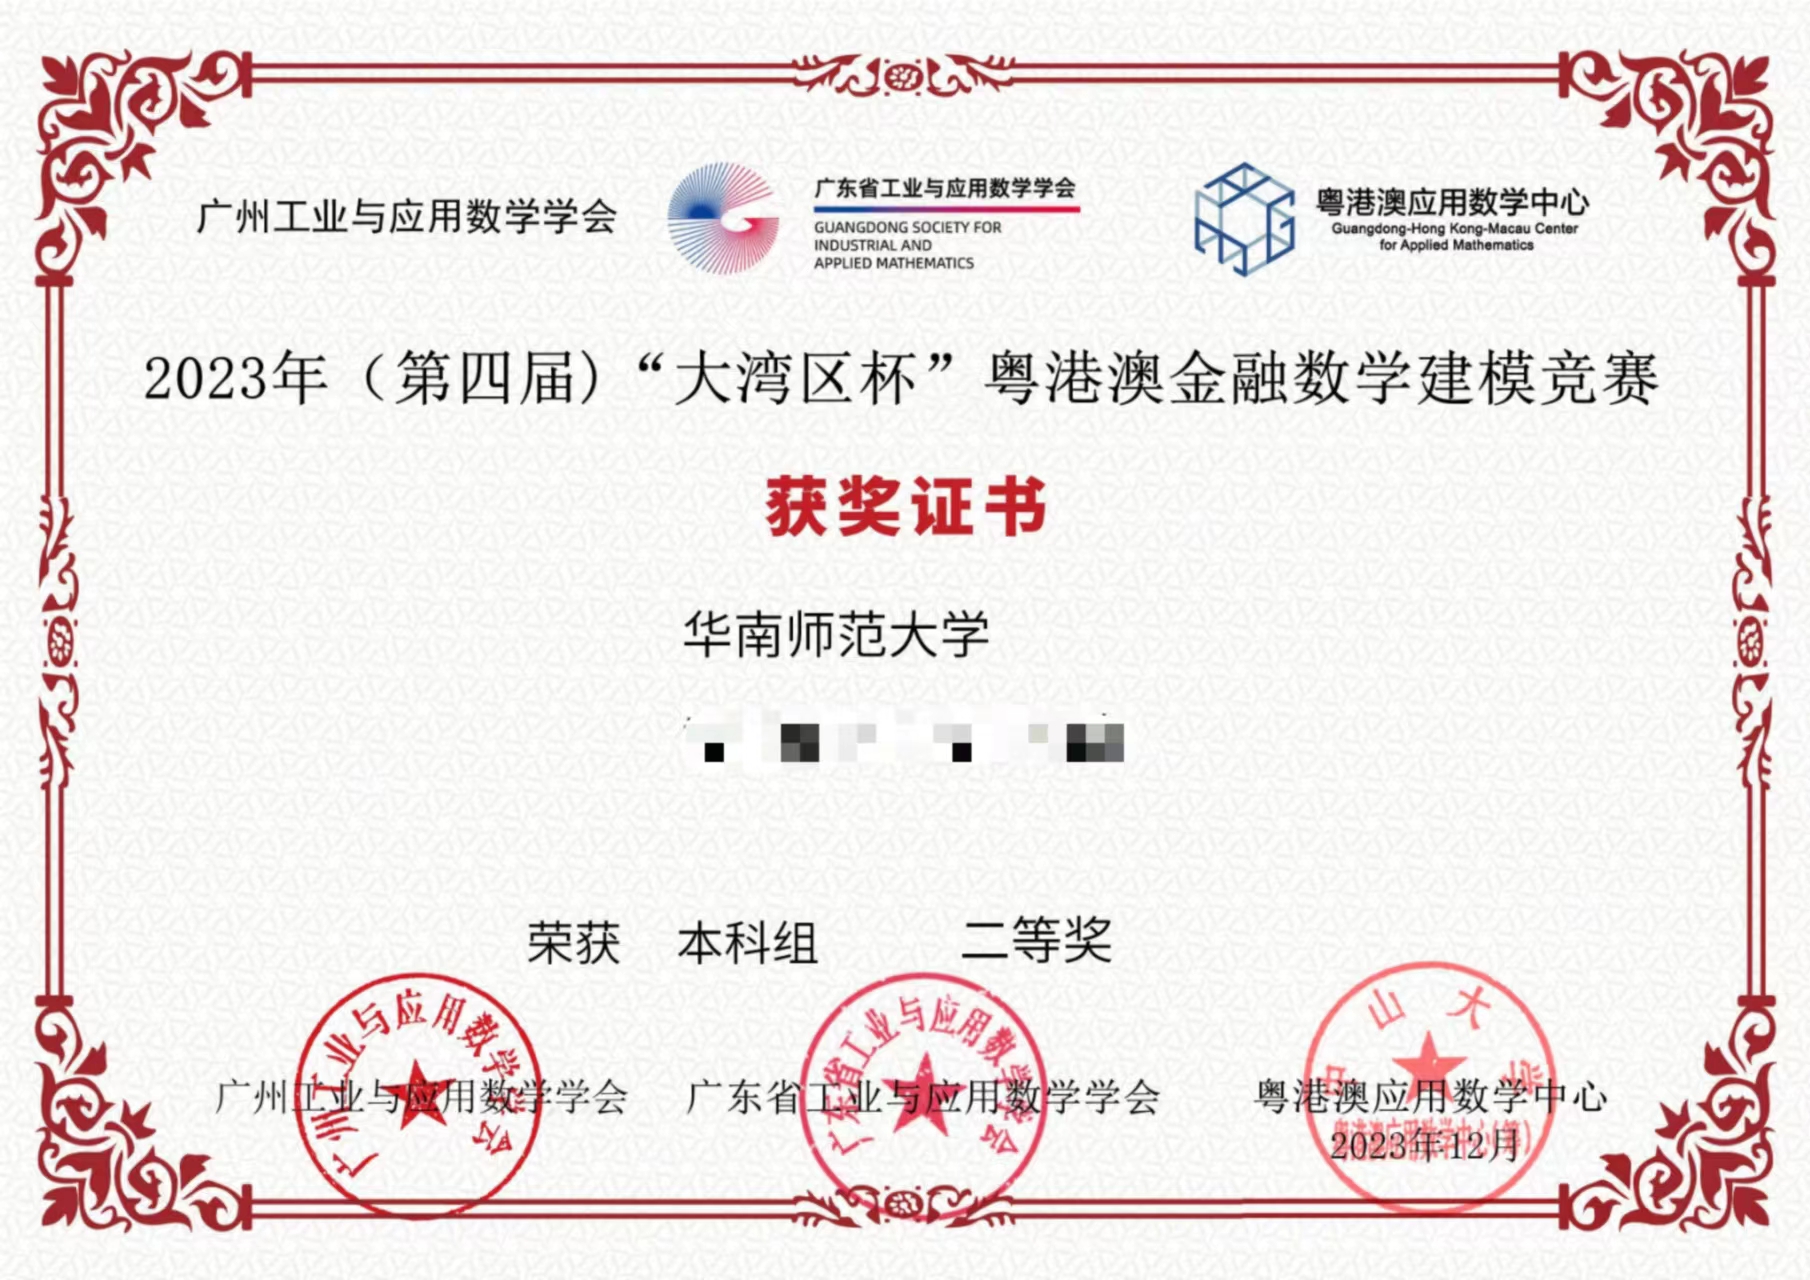 广州工业与应用数学学会
广东省工业与应用数学学会
GUANGDONG SOCIETY FOR
INDUSTRIAL AND
APPLIED MATHEMATICS
粤港澳应用数学中心
Guangdong-Hong Kong-Macau Center
for Applied Mathematics
2023年（第四届）“大湾区杯”粤港澳金融数学建模竞赛
获奖证书
华南师范大学
荣获 本科组 二等奖
广州工业与应用数学学会
广州工业与应用数学学会
广东省工业与应用数学学会
广东省工业与应用数学学会
中山大学
粤港澳应用数学中心
粤港澳应用数学中心(筹)
2023年12月